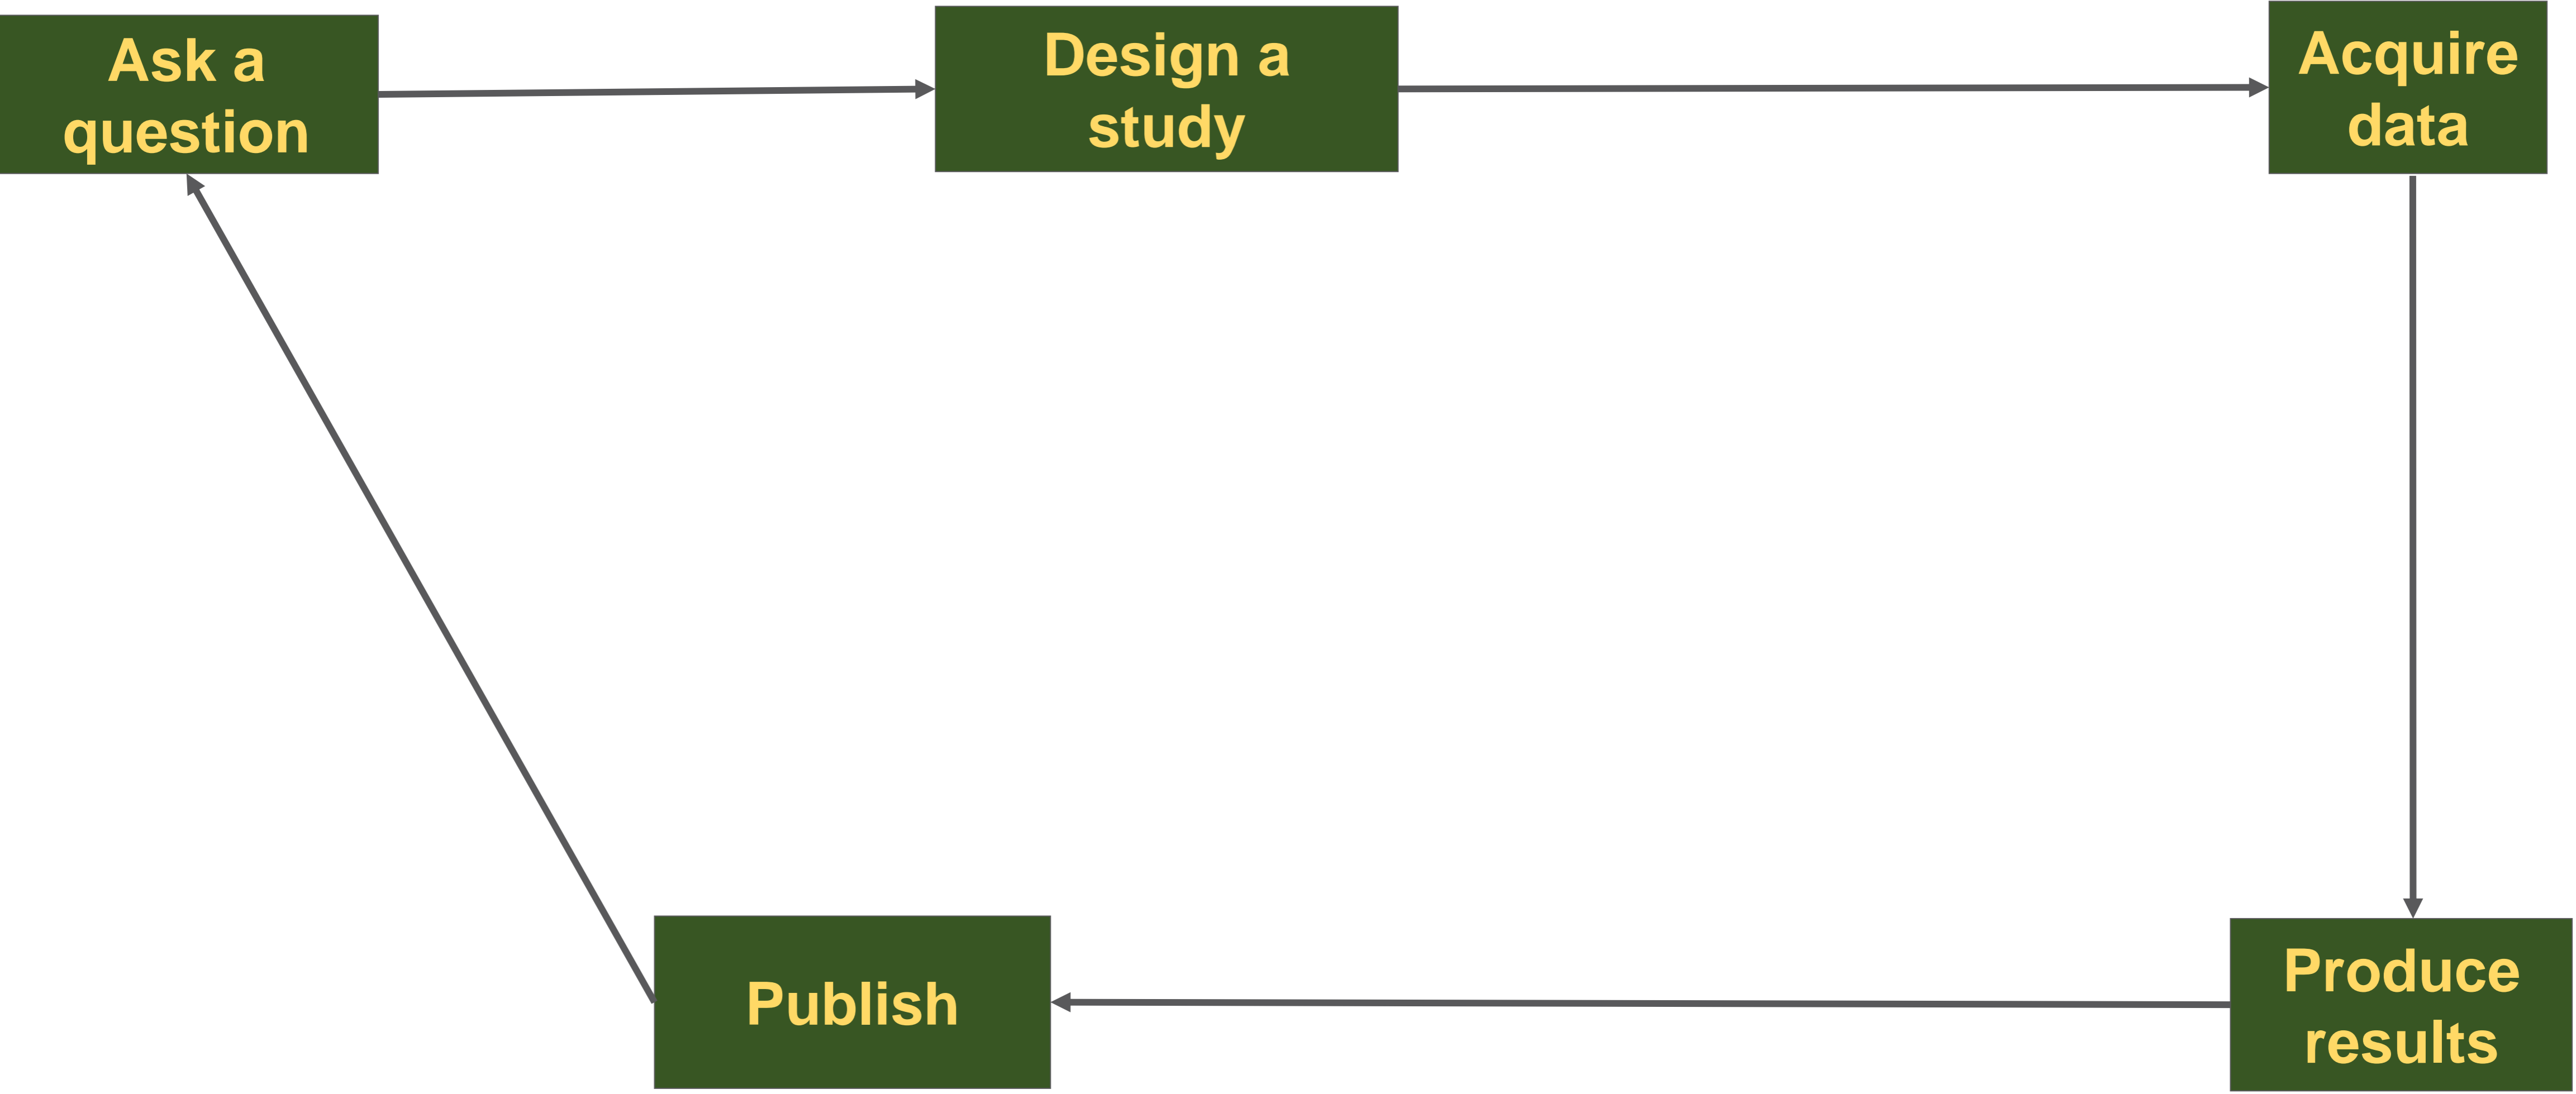 Ask a
question
Design a
study
Acquire
data
Produce
results
Publish